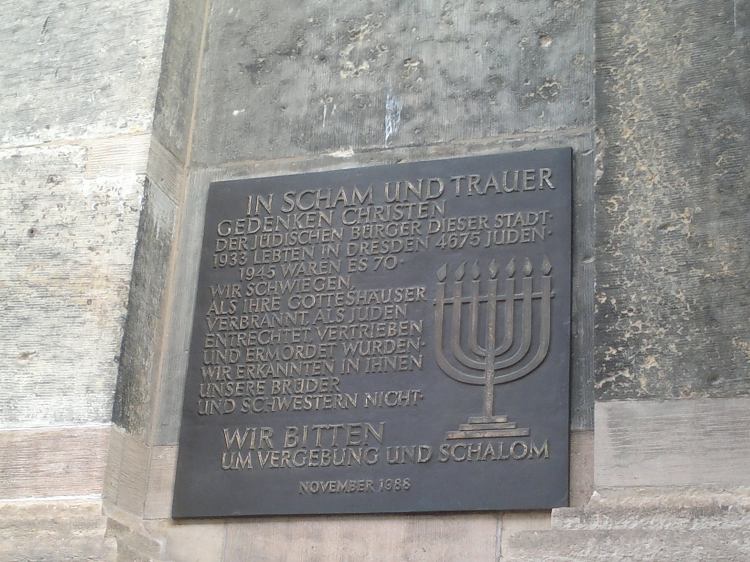 IN SCHAM UND TRAUER
GEDENKEN CHRISTEN
DER JÜDISCHEN BÜRGER DIESER STADT·
1933 LEBTEN IN DRESDEN 4675 JUDEN·
1945 WAREN ES 70·
WIR SCHWIEGEN,
ALS IHRE GOTTESHÄUSER
VERBRANNT, ALS JUDEN
ENTRECHTET, VERTRIEBEN
UND ERMORDET WURDEN·
WIR ERKANNTEN IN IHNEN
UNSERE BRÜDER
UND SCHWESTERN NICHT·
WIR BITTEN
UM VERGEBUNG UND SCHALOM
NOVEMBER 1988